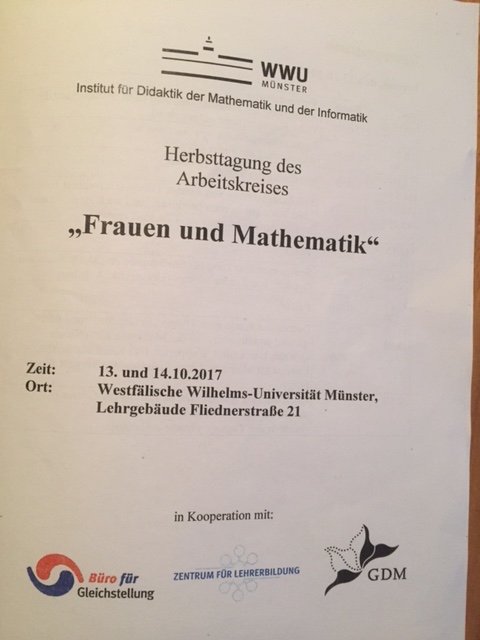 WWU
MÜNSTER
Institut für Didaktik der Mathematik und der Informatik
Herbsttagung des
Arbeitskreises
„Frauen und Mathematik“
Zeit: 13. und 14.10.2017
Ort: Westfälische Wilhelms-Universität Münster,
Lehrgebäude Fliednerstraße 21
in Kooperation mit:
Büro für
Gleichstellung
ZENTRUM FÜR LEHRERBILDUNG
GDM